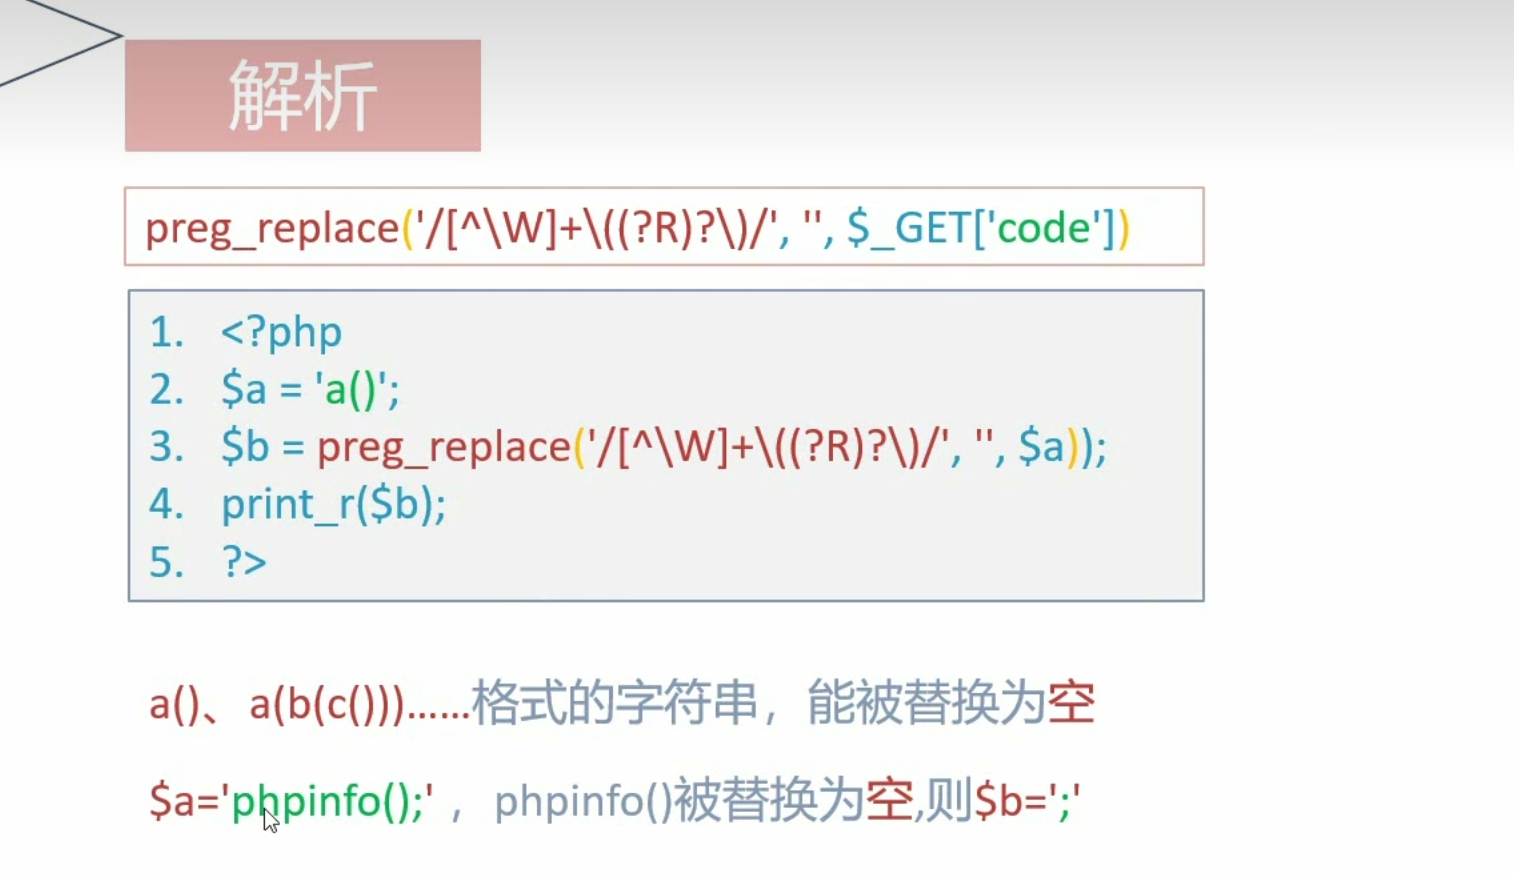 解析
preg_replace('/[^\W]+\((?R)?\)/', '', $_GET['code'])
1. <?php
2. $a = 'a()';
3. $b = preg_replace('/[^\W]+\((?R)?\)/', '', $a));
4. print_r($b);
5. ?>
a()、 a(b(c()))……格式的字符串，能被替换为空
$a='phpinfo();' ，phpinfo()被替换为空,则$b=';'